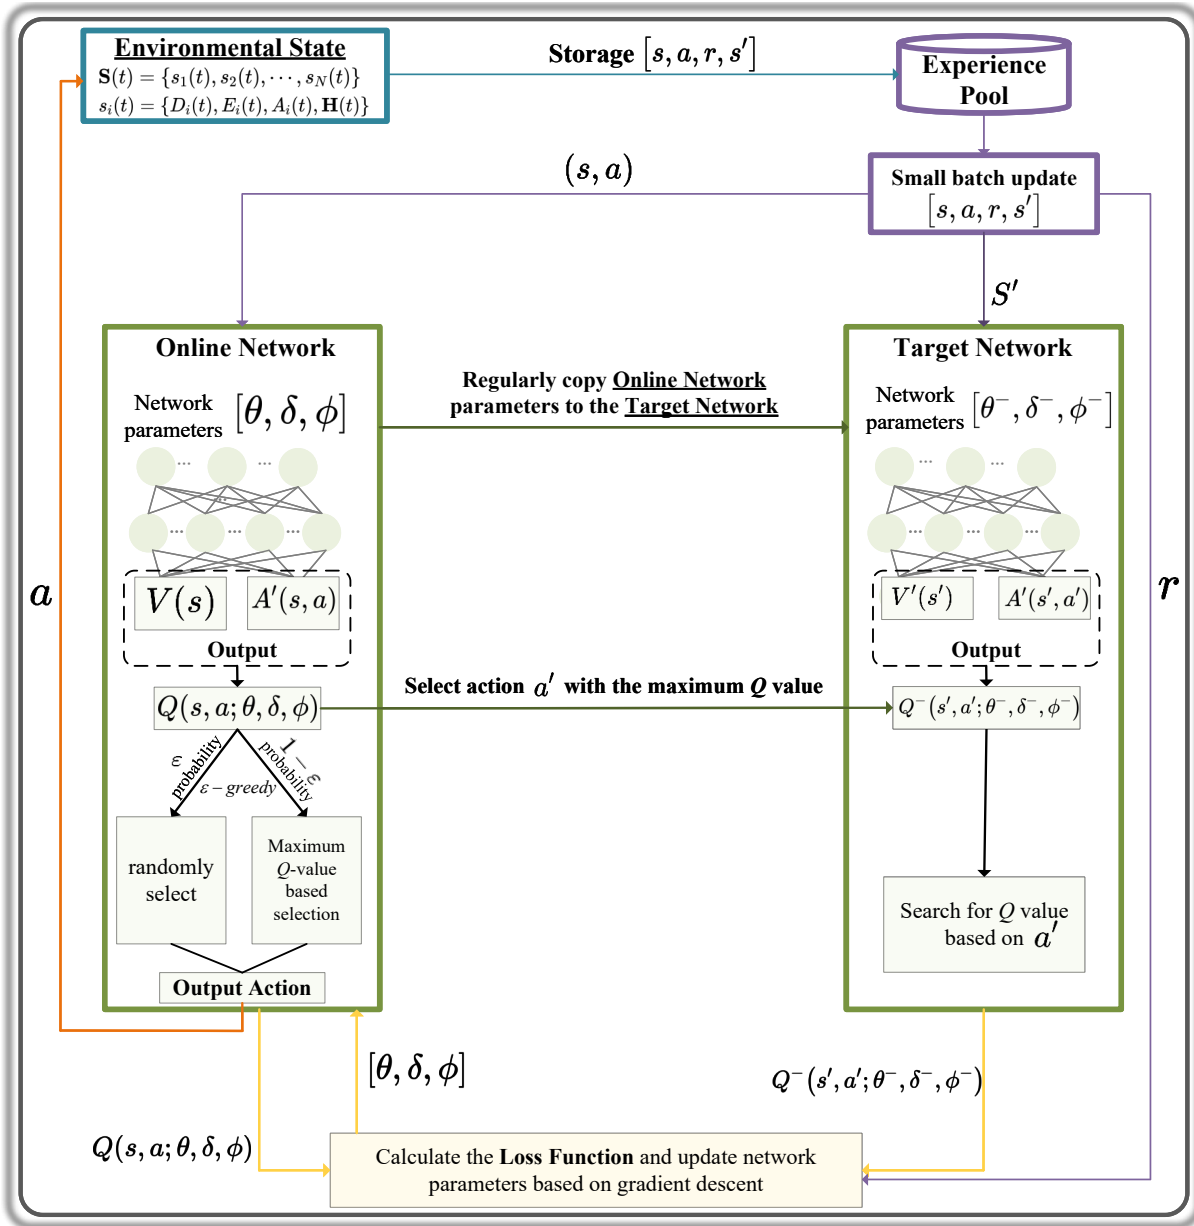 Environmental State
S(t) = {s₁(t), s₂(t), ⋯, s_N(t)}
sᵢ(t) = {Dᵢ(t), Eᵢ(t), Aᵢ(t), H(t)}
Storage [s, a, r, s′]
Experience
Pool
(s, a)
Small batch update
[s, a, r, s′]
S′
Online Network
Network
parameters [θ, δ, ϕ]
...
...
...
...
...
...
V(s)
A′(s, a)
Output
Q(s, a; θ, δ, ϕ)
ε
probability
1 − ε
probability
ε − greedy
randomly
select
Maximum
Q-value
based
selection
Output Action
Regularly copy Online Network
parameters to the Target Network
Select action a′ with the maximum Q value
Target Network
Network
parameters [θ⁻, δ⁻, ϕ⁻]
...
...
...
...
...
V′(s′)
A′(s′, a′)
Output
Q⁻(s′, a′; θ⁻, δ⁻, ϕ⁻)
Search for Q value
based on a′
a
r
[θ, δ, ϕ]
Q⁻(s′, a′; θ⁻, δ⁻, ϕ⁻)
Q(s, a; θ, δ, ϕ)
Calculate the Loss Function and update network
parameters based on gradient descent